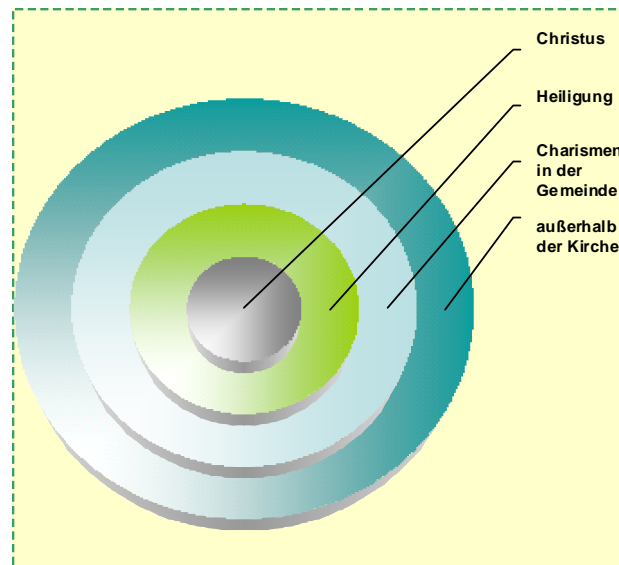 Christus
Heiligung
Charismen
in der
Gemeinde
außerhalb
der Kirche